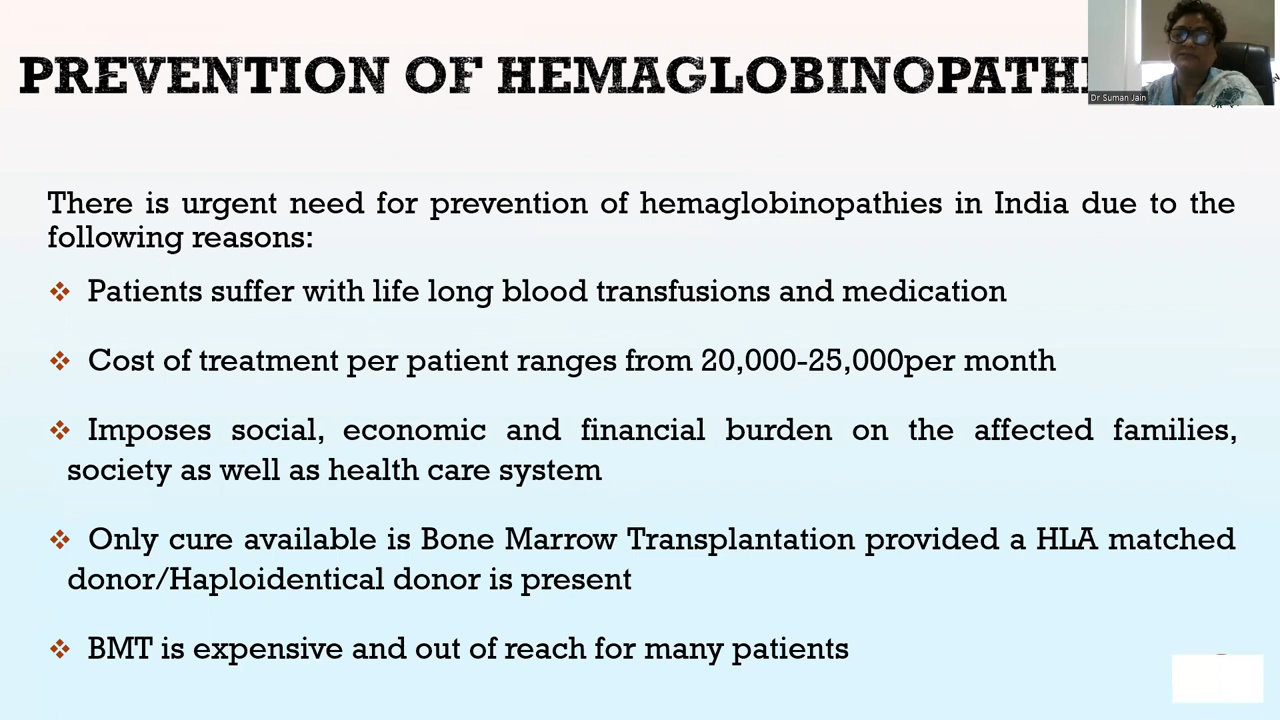 PREVENTION OF HEMAGLOBINOPATHI
Dr Suman Jain
There is urgent need for prevention of hemaglobinopathies in India due to the
following reasons:
❖ Patients suffer with life long blood transfusions and medication
❖ Cost of treatment per patient ranges from 20,000-25,000per month
❖ Imposes social, economic and financial burden on the affected families,
society as well as health care system
❖ Only cure available is Bone Marrow Transplantation provided a HLA matched
donor/Haploidentical donor is present
❖ BMT is expensive and out of reach for many patients